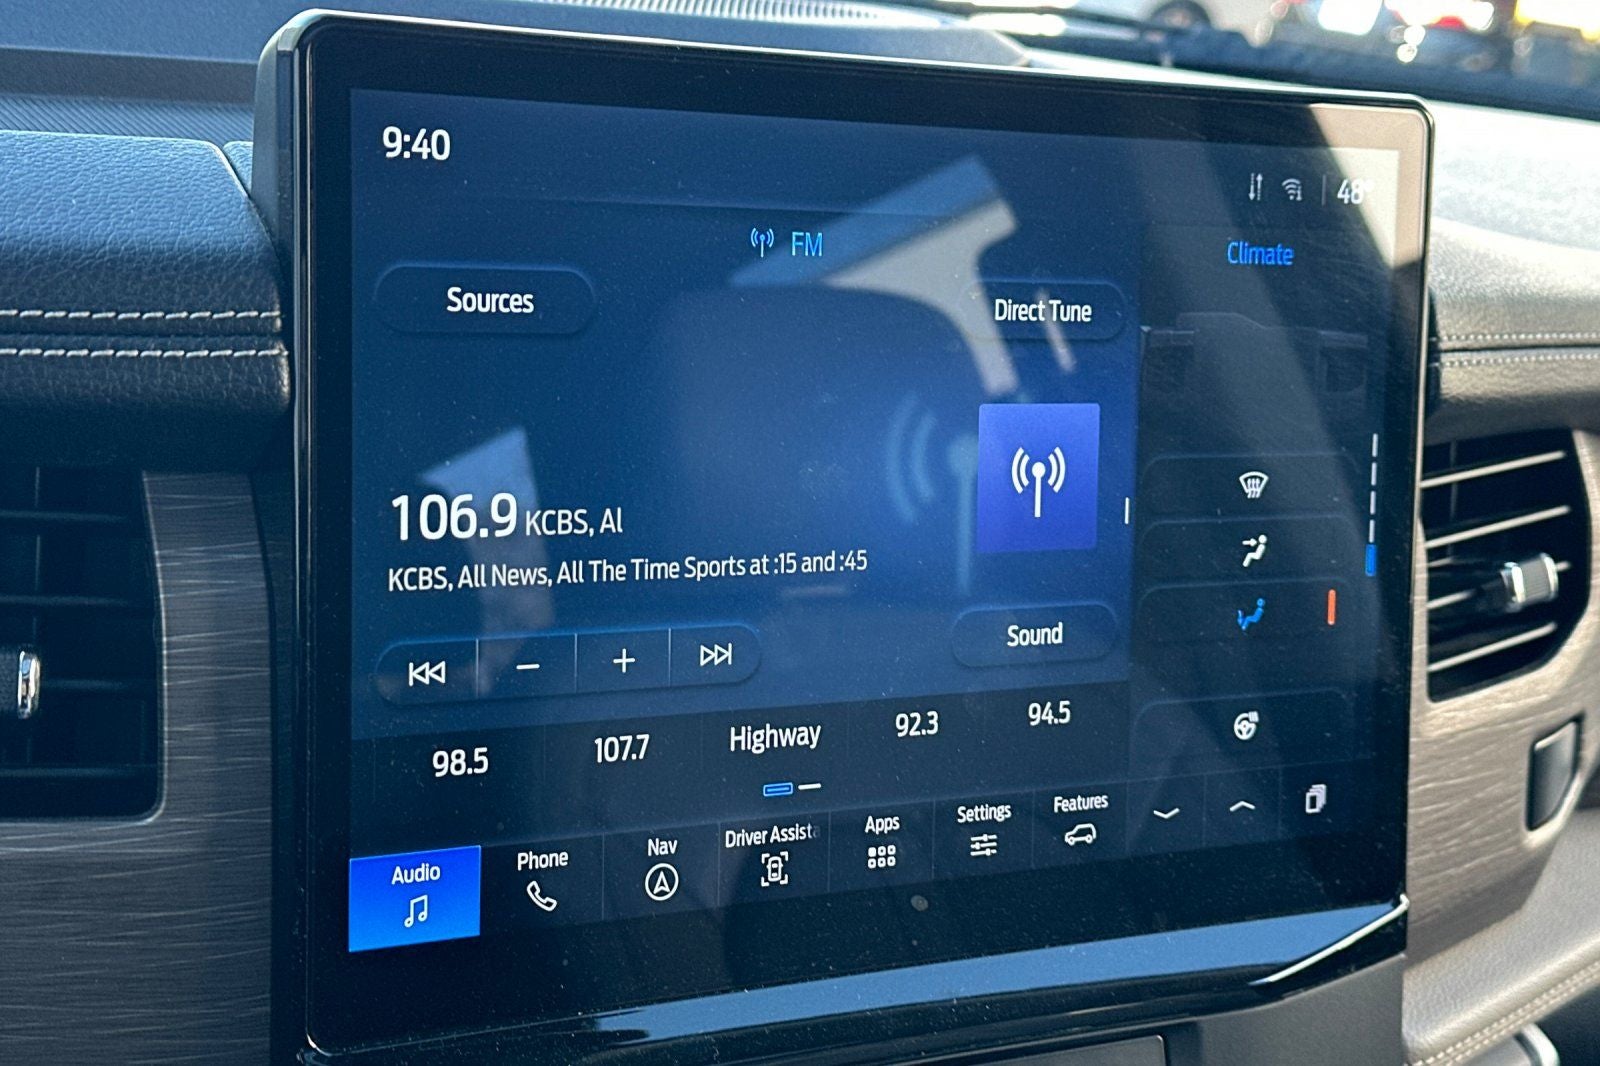 9:40
48°
FM
Climate
Sources
Direct Tune
106.9 KCBS, Al
KCBS, All News, All The Time Sports at :15 and :45
Sound
98.5
107.7
Highway
92.3
94.5
Audio
Phone
Nav
Driver Assista
Apps
Settings
Features